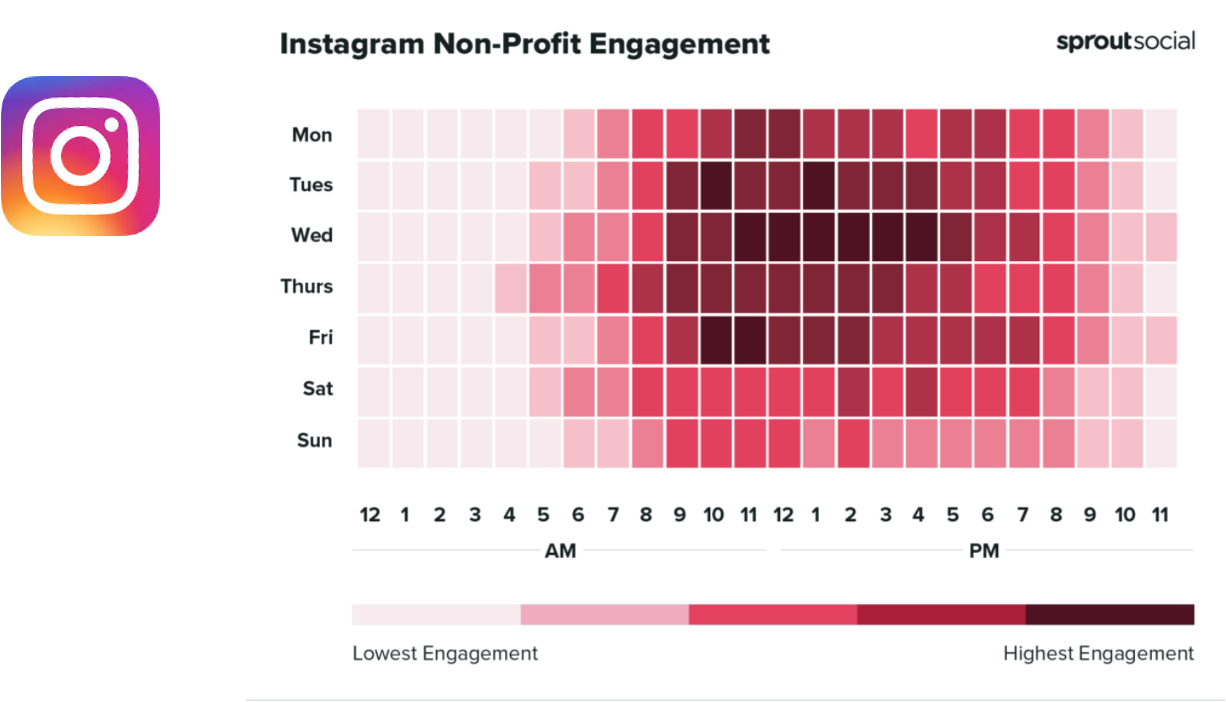 Instagram Non-Profit Engagement
sproutsocial
Mon
Tues
Wed
Thurs
Fri
Sat
Sun
12 1 2 3 4 5 6 7 8 9 10 11 12 1 2 3 4 5 6 7 8 9 10 11
AM PM
Lowest Engagement Highest Engagement